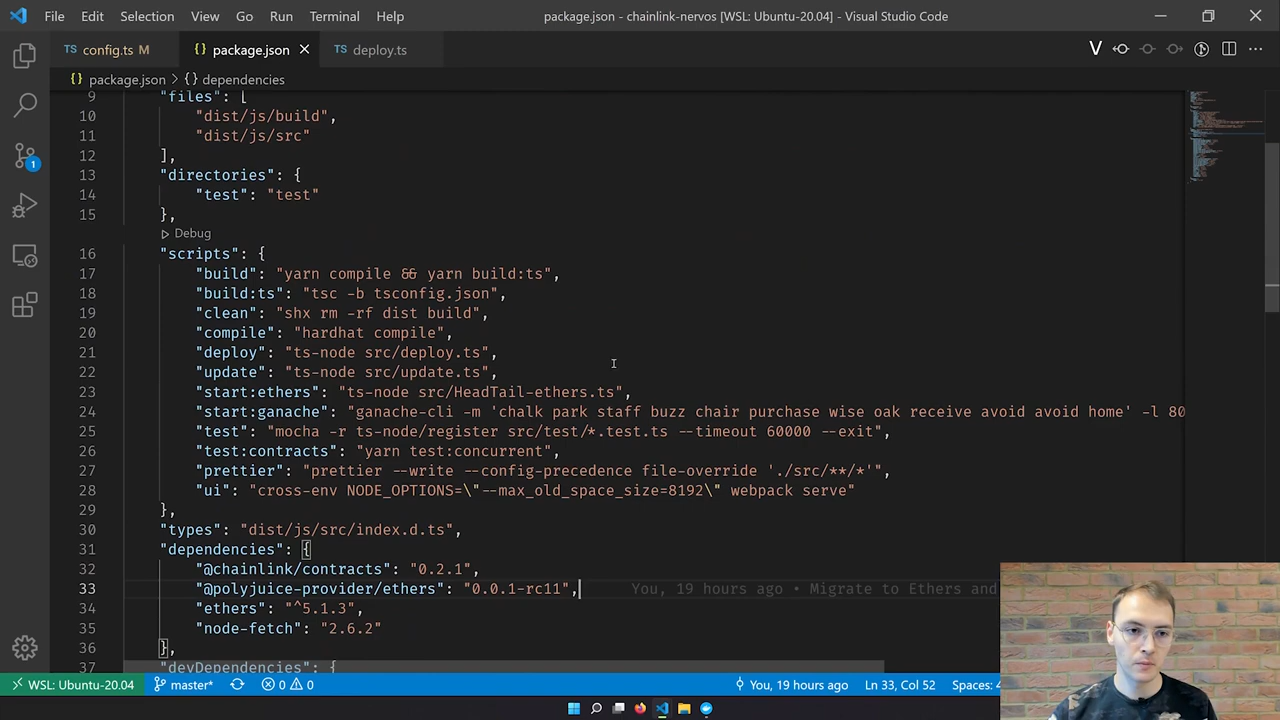 File Edit Selection View Go Run Terminal Help package.json - chainlink-nervos [WSL: Ubuntu-20.04] - Visual Studio Code
TS config.ts M {} package.json TS deploy.ts
{} package.json > {} dependencies
9 "files": [
10 "dist/js/build",
11 "dist/js/src"
12 ],
13 "directories": {
14 "test": "test"
15 },
Debug
16 "scripts": {
17 "build": "yarn compile && yarn build:ts",
18 "build:ts": "tsc -b tsconfig.json",
19 "clean": "shx rm -rf dist build",
20 "compile": "hardhat compile",
21 "deploy": "ts-node src/deploy.ts",
22 "update": "ts-node src/update.ts",
23 "start:ethers": "ts-node src/HeadTail-ethers.ts",
24 "start:ganache": "ganache-cli -m 'chalk park staff buzz chair purchase wise oak receive avoid avoid home' -l 80
25 "test": "mocha -r ts-node/register src/test/*.test.ts --timeout 60000 --exit",
26 "test:contracts": "yarn test:concurrent",
27 "prettier": "prettier --write --config-precedence file-override './src/**/*'",
28 "ui": "cross-env NODE_OPTIONS=\"--max_old_space_size=8192\" webpack serve"
29 },
30 "types": "dist/js/src/index.d.ts",
31 "dependencies": {
32 "@chainlink/contracts": "0.2.1",
33 "@polyjuice-provider/ethers": "0.0.1-rc11", You, 19 hours ago • Migrate to Ethers and
34 "ethers": "^5.1.3",
35 "node-fetch": "2.6.2"
36 },
37 "devDependencies": {
1
WSL: Ubuntu-20.04 master* 0 0 You, 19 hours ago Ln 33, Col 52 Spaces: 4